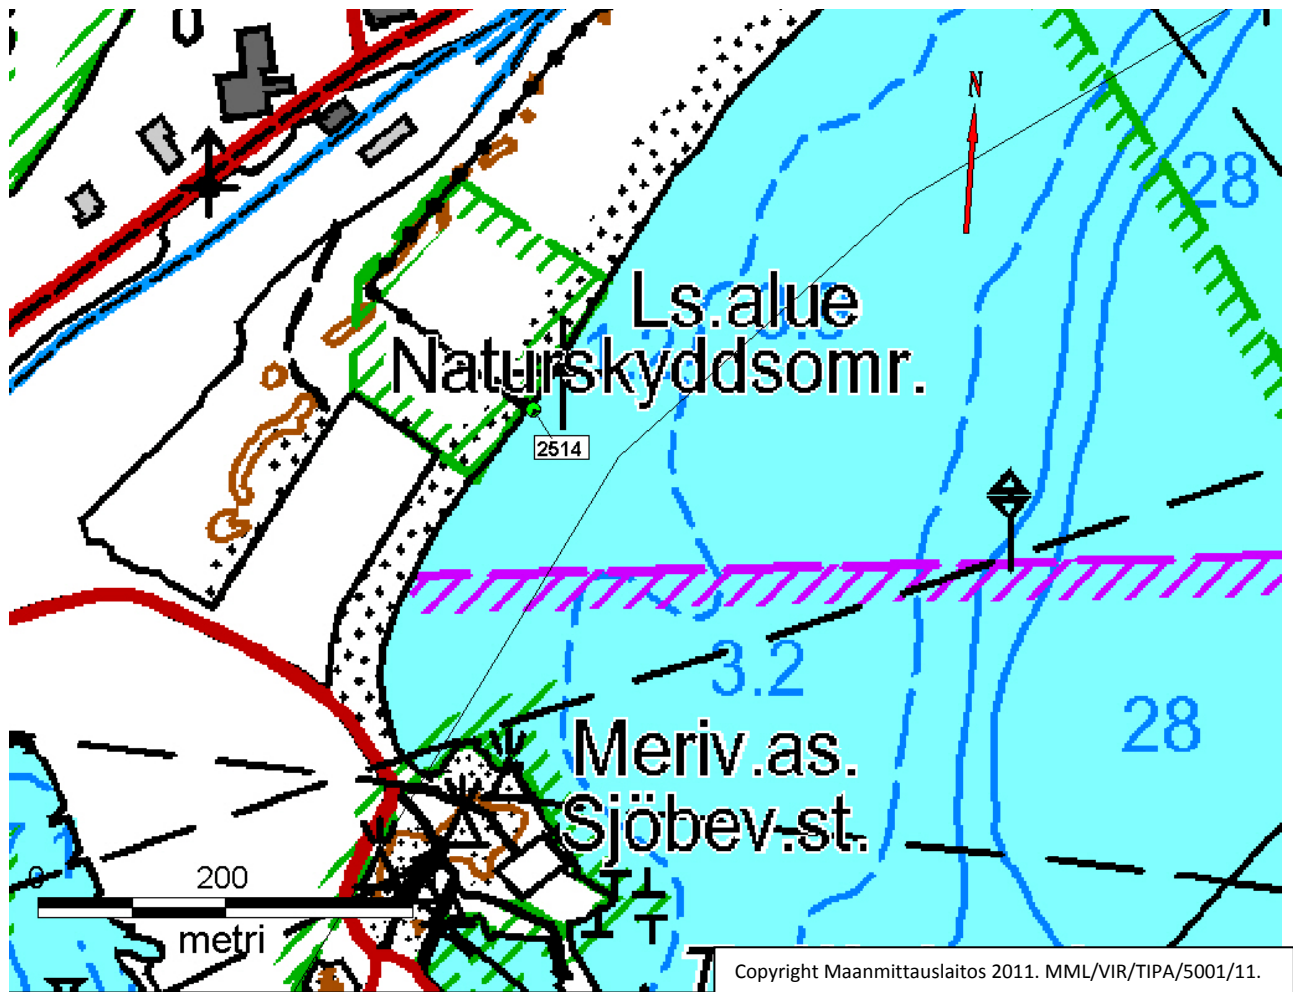 N
28
Ls.alue
Naturskyddsomr.
2514
3.2
28
Meriv.as.
Sjöbev.st.
0 200
metri
Copyright Maanmittauslaitos 2011. MML/VIR/TIPA/5001/11.